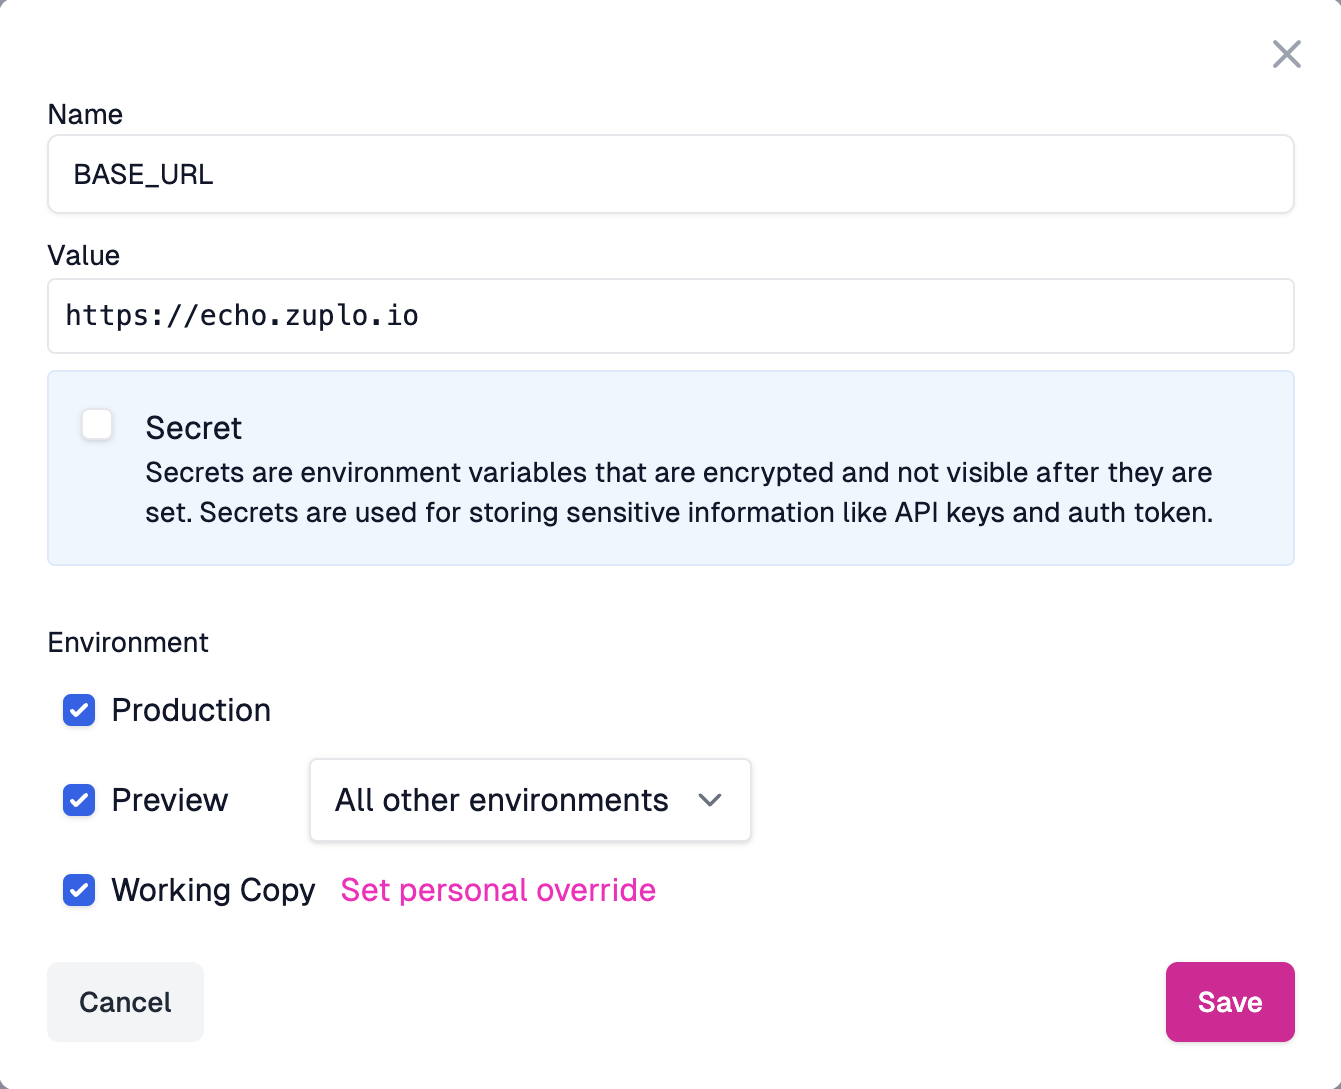 Name
BASE_URL
Value
https://echo.zuplo.io
Secret
Secrets are environment variables that are encrypted and not visible after they are
set. Secrets are used for storing sensitive information like API keys and auth token.
Environment
Production
Preview
All other environments
Working Copy Set personal override
Cancel
Save